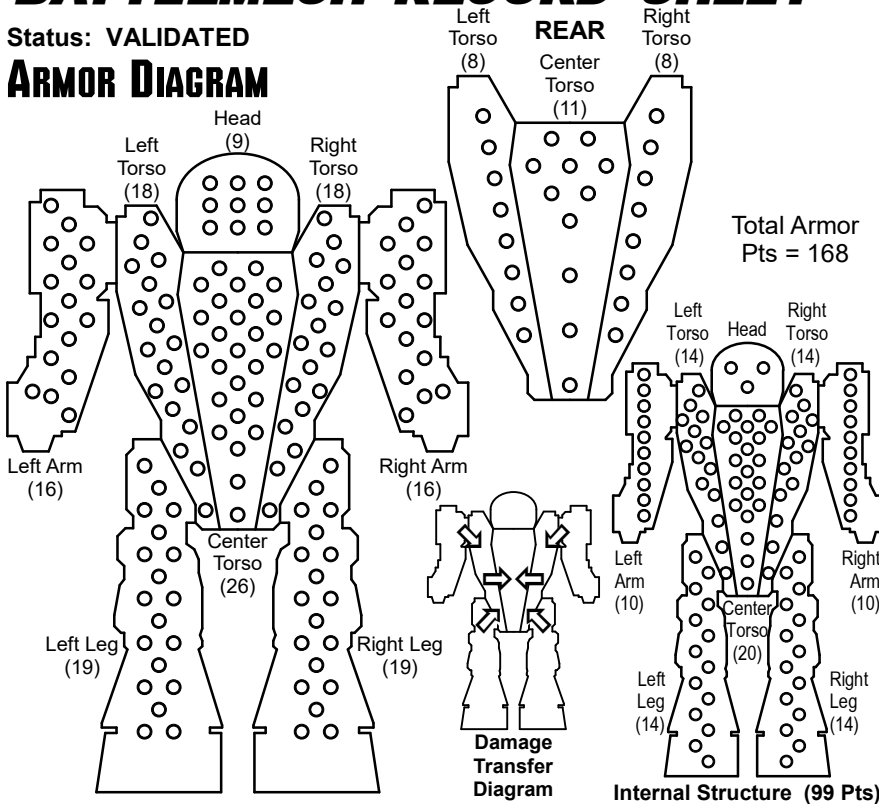 BATTLEMECH RECORD SHEET
Status: VALIDATED
ARMOR DIAGRAM
Head
(9)
Left
Torso
(18)
Right
Torso
(18)
Left Arm
(16)
Right Arm
(16)
Center
Torso
(26)
Left Leg
(19)
Right Leg
(19)
Left
Torso
(8)
REAR
Center
Torso
(11)
Right
Torso
(8)
Total Armor
Pts = 168
Damage
Transfer
Diagram
Left
Torso
(14)
Head
Right
Torso
(14)
Left
Arm
(10)
Right
Arm
(10)
Center
Torso
(20)
Left
Leg
(14)
Right
Leg
(14)
Internal Structure (99 Pts)